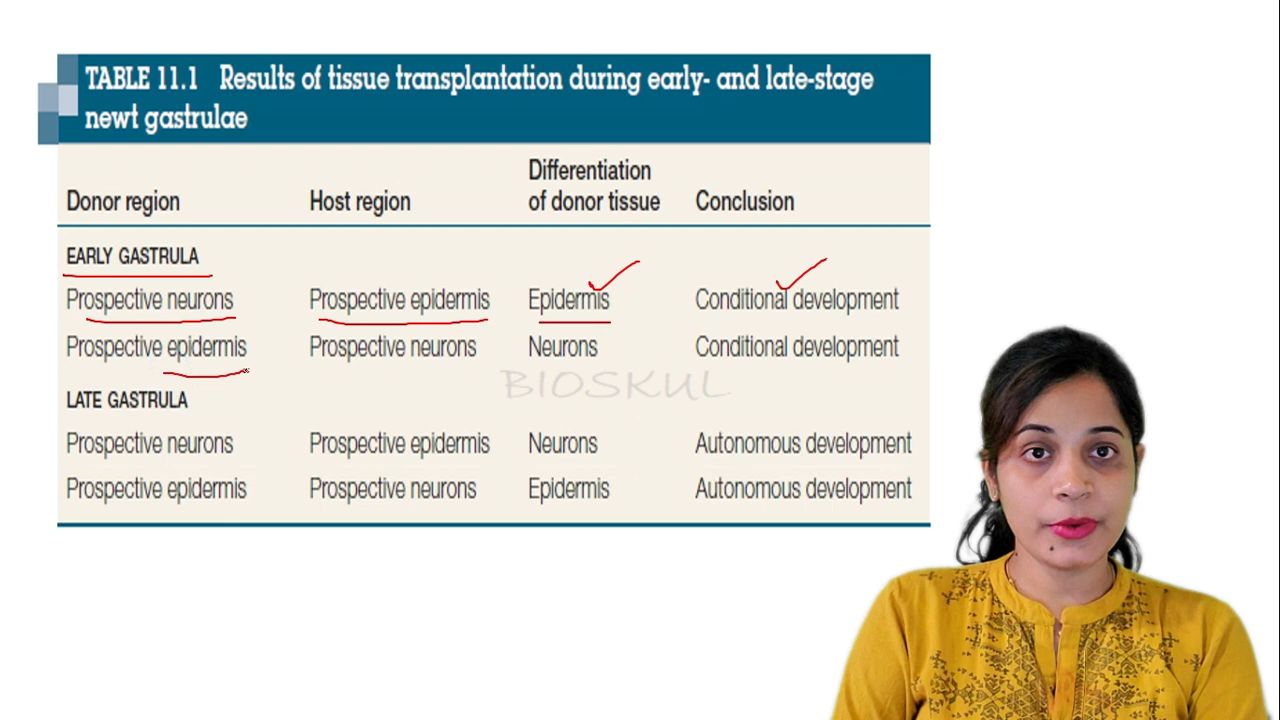 TABLE 11.1 Results of tissue transplantation during early- and late-stage
newt gastrulae
Differentiation
Donor region Host region of donor tissue Conclusion
EARLY GASTRULA
Prospective neurons Prospective epidermis Epidermis Conditional development
Prospective epidermis Prospective neurons Neurons Conditional development
BIOSKUL
LATE GASTRULA
Prospective neurons Prospective epidermis Neurons Autonomous development
Prospective epidermis Prospective neurons Epidermis Autonomous development